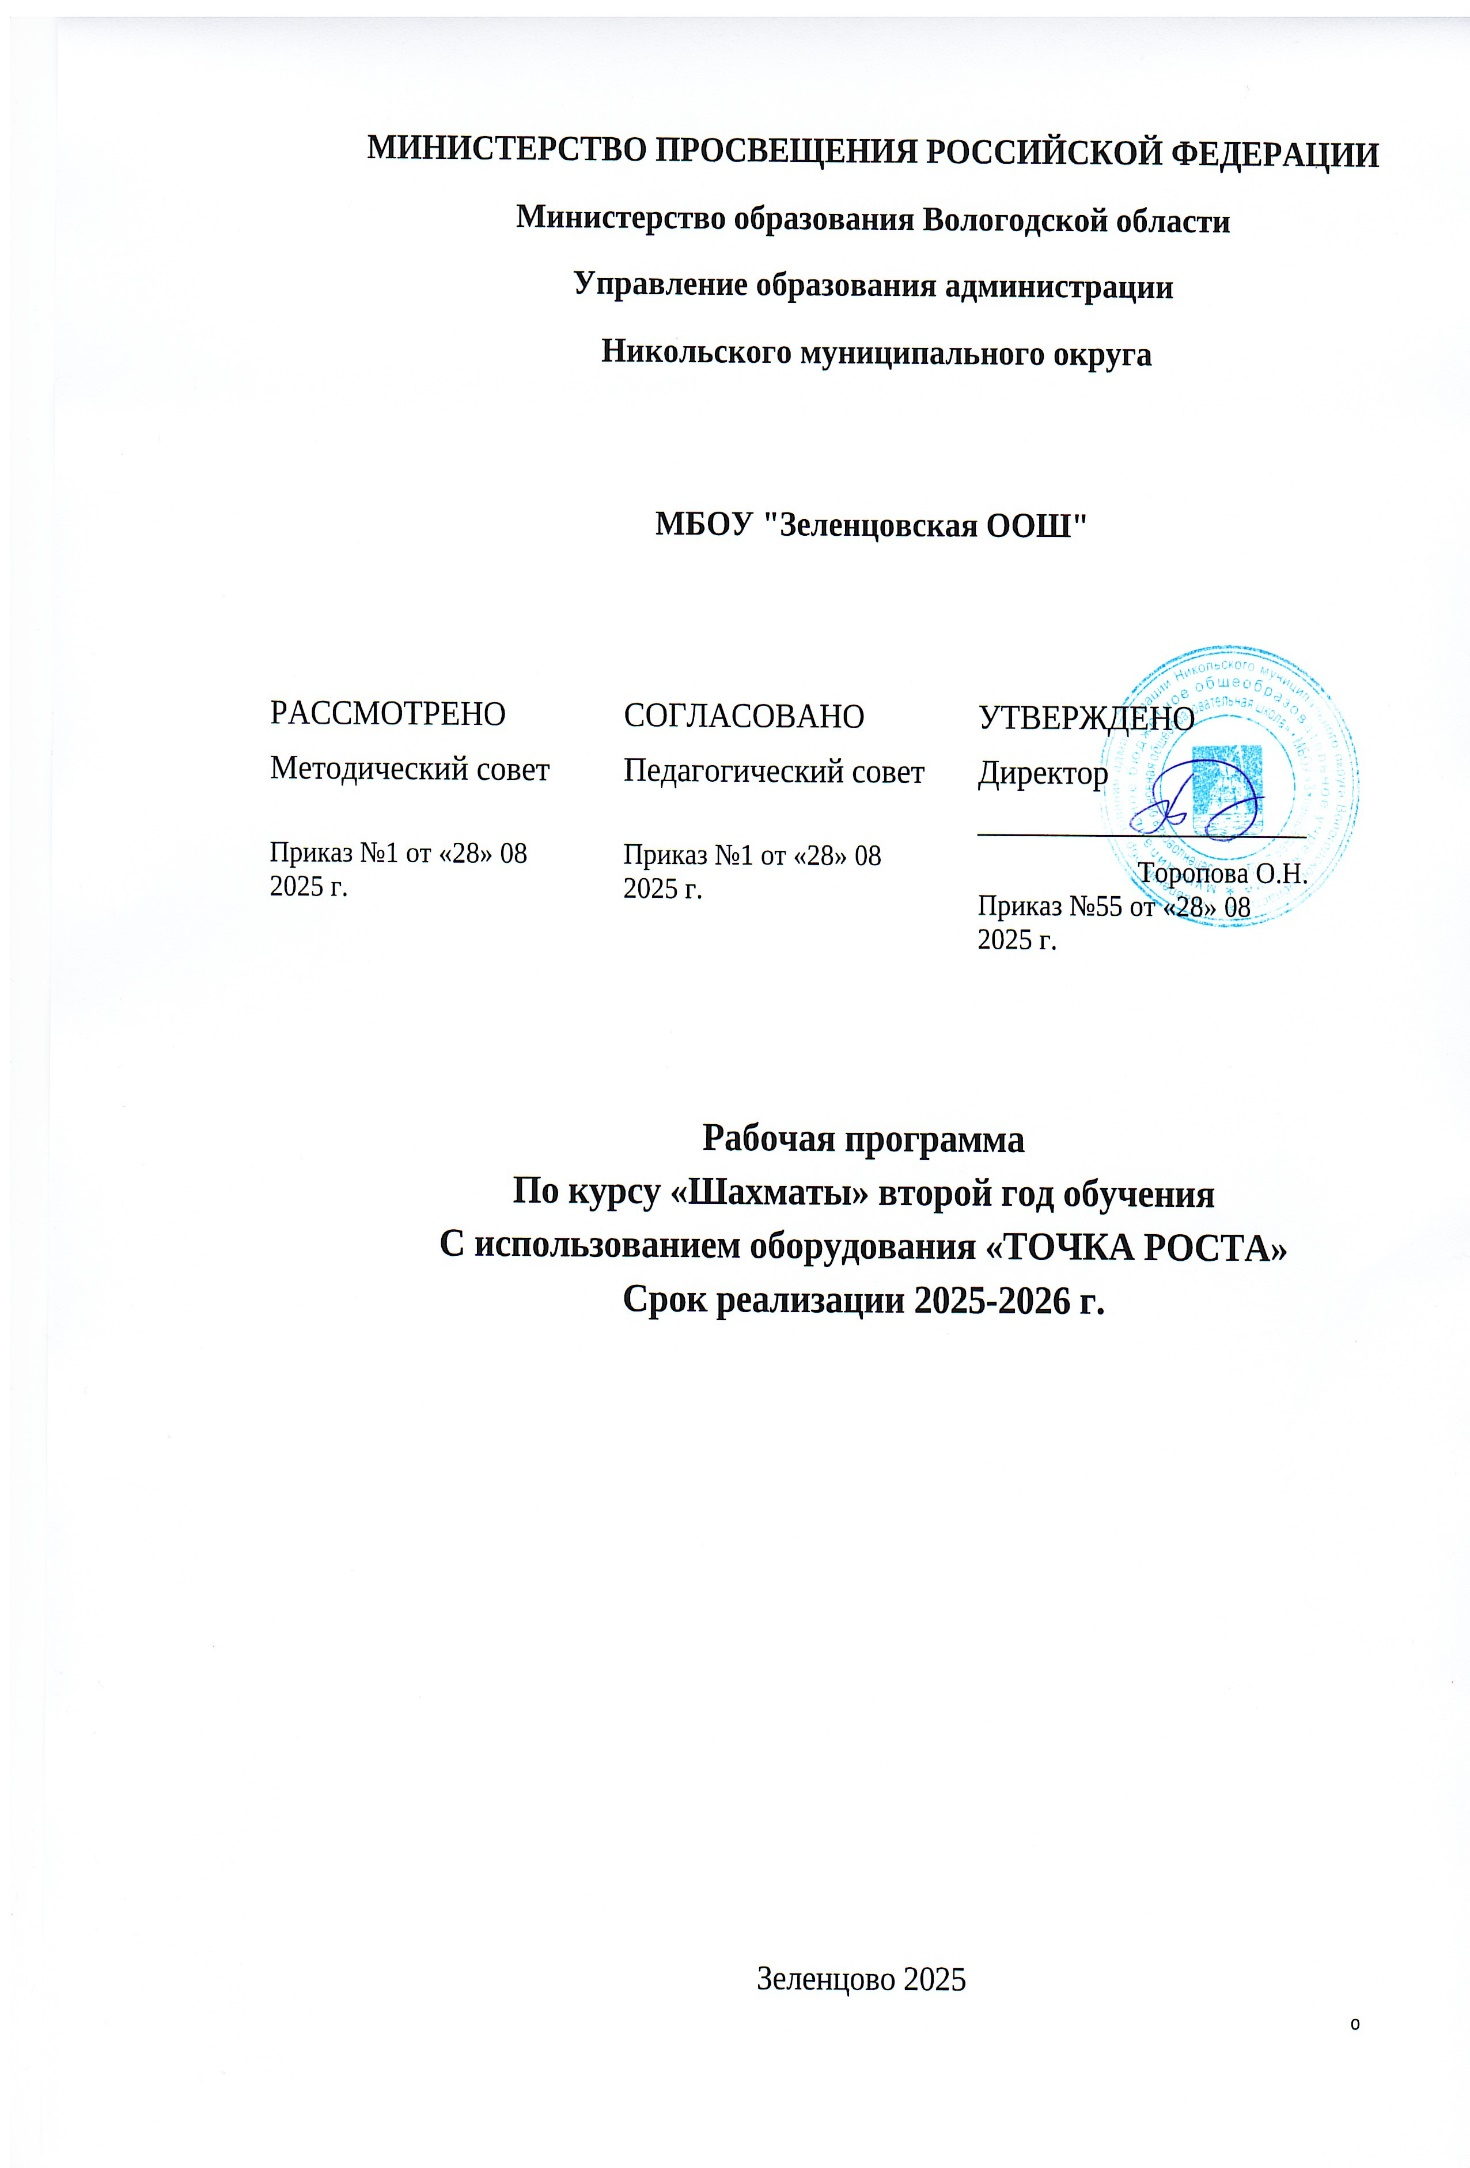 МИНИСТЕРСТВО ПРОСВЕЩЕНИЯ РОССИЙСКОЙ ФЕДЕРАЦИИ
Министерство образования Вологодской области
Управление образования администрации
Никольского муниципального округа
МБОУ "Зеленцовская ООШ"
РАССМОТРЕНО
Методический совет
Приказ №1 от «28» 08
2025 г.
СОГЛАСОВАНО
Педагогический совет
Приказ №1 от «28» 08
2025 г.
УТВЕРЖДЕНО
Директор
Торопова О.Н.
Приказ №55 от «28» 08
2025 г.
Рабочая программа
По курсу «Шахматы» второй год обучения
С использованием оборудования «ТОЧКА РОСТА»
Срок реализации 2025-2026 г.
Зеленцово 2025
о